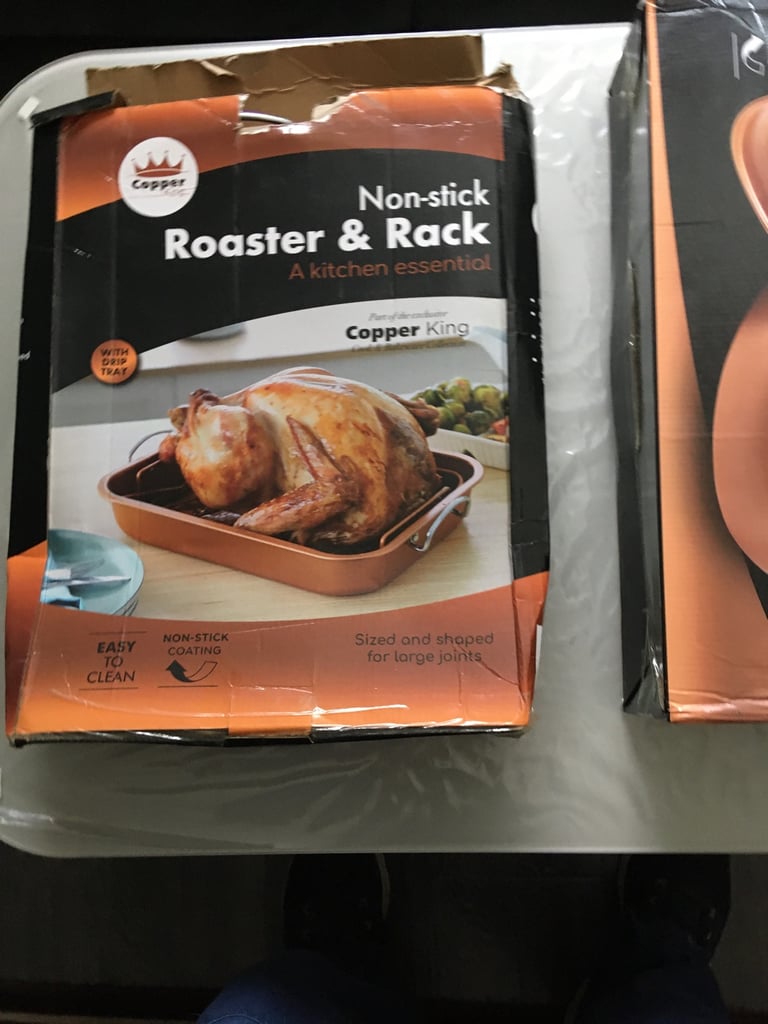 Copper
Non-stick
Roaster & Rack
A kitchen essential
Part of the exclusive
Copper King
WITH
DRIP
TRAY
EASY
TO
CLEAN
NON-STICK
COATING
Sized and shaped
for large joints